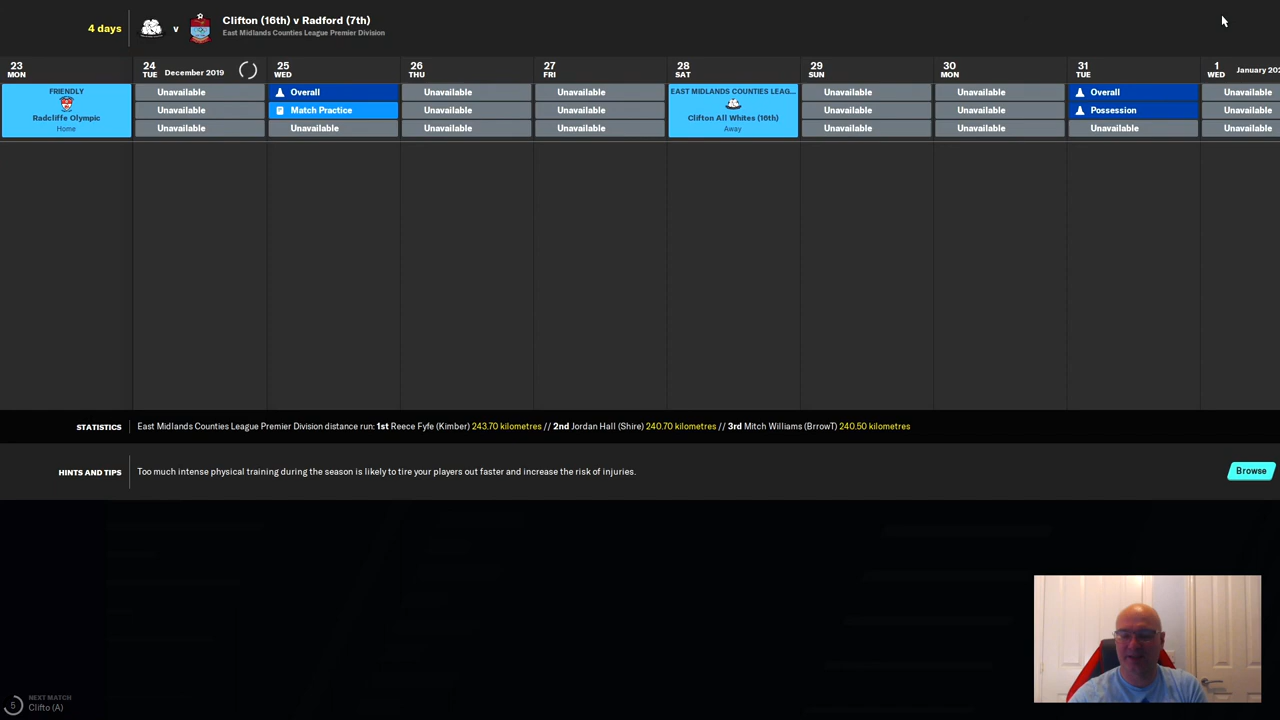 4 days
v
Clifton (16th) v Radford (7th)
East Midlands Counties League Premier Division
23
MON
24
TUE
December 2019
25
WED
26
THU
27
FRI
28
SAT
29
SUN
30
MON
31
TUE
1
WED
January 202
FRIENDLY
Radcliffe Olympic
Home
Unavailable
Unavailable
Unavailable
Overall
Match Practice
Unavailable
Unavailable
Unavailable
Unavailable
Unavailable
Unavailable
Unavailable
EAST MIDLANDS COUNTIES LEAG...
Clifton All Whites (16th)
Away
Unavailable
Unavailable
Unavailable
Unavailable
Unavailable
Unavailable
Overall
Possession
Unavailable
Unavailable
Unavailable
Unavailable
STATISTICS
East Midlands Counties League Premier Division distance run: 1st Reece Fyfe (Kimber) 243.70 kilometres // 2nd Jordan Hall (Shire) 240.70 kilometres // 3rd Mitch Williams (BrrowT) 240.50 kilometres
HINTS AND TIPS
Too much intense physical training during the season is likely to tire your players out faster and increase the risk of injuries.
Browse
5
NEXT MATCH
Clifto (A)